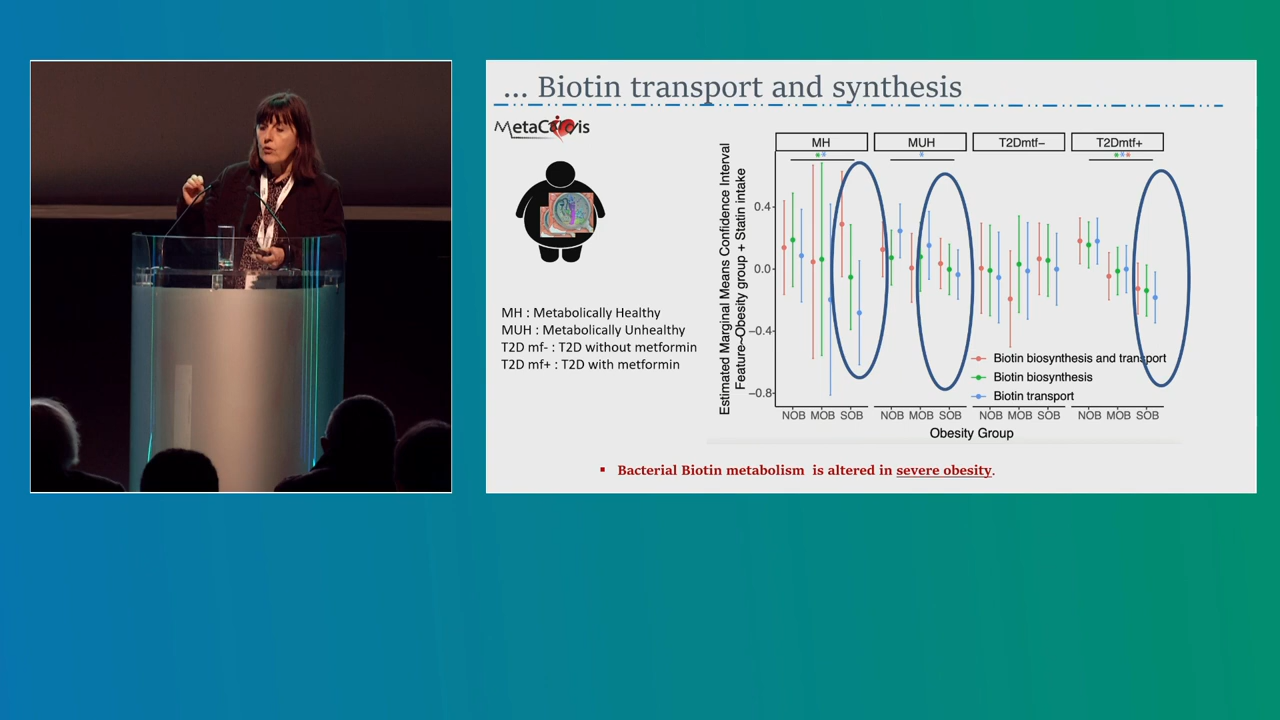 ... Biotin transport and synthesis
MetaCardis
MH : Metabolically Healthy
MUH : Metabolically Unhealthy
T2D mf- : T2D without metformin
T2D mf+ : T2D with metformin
Estimated Marginal Means Confidence Interval
Feature~Obesity group + Statin intake
MH MUH T2Dmtf− T2Dmtf+
** * ***
0.4
0.0
−0.4
−0.8
Biotin biosynthesis and transport
Biotin biosynthesis
Biotin transport
NOB MOB SOB NOB MOB SOB NOB MOB SOB NOB MOB SOB
Obesity Group
▪ Bacterial Biotin metabolism is altered in severe obesity.